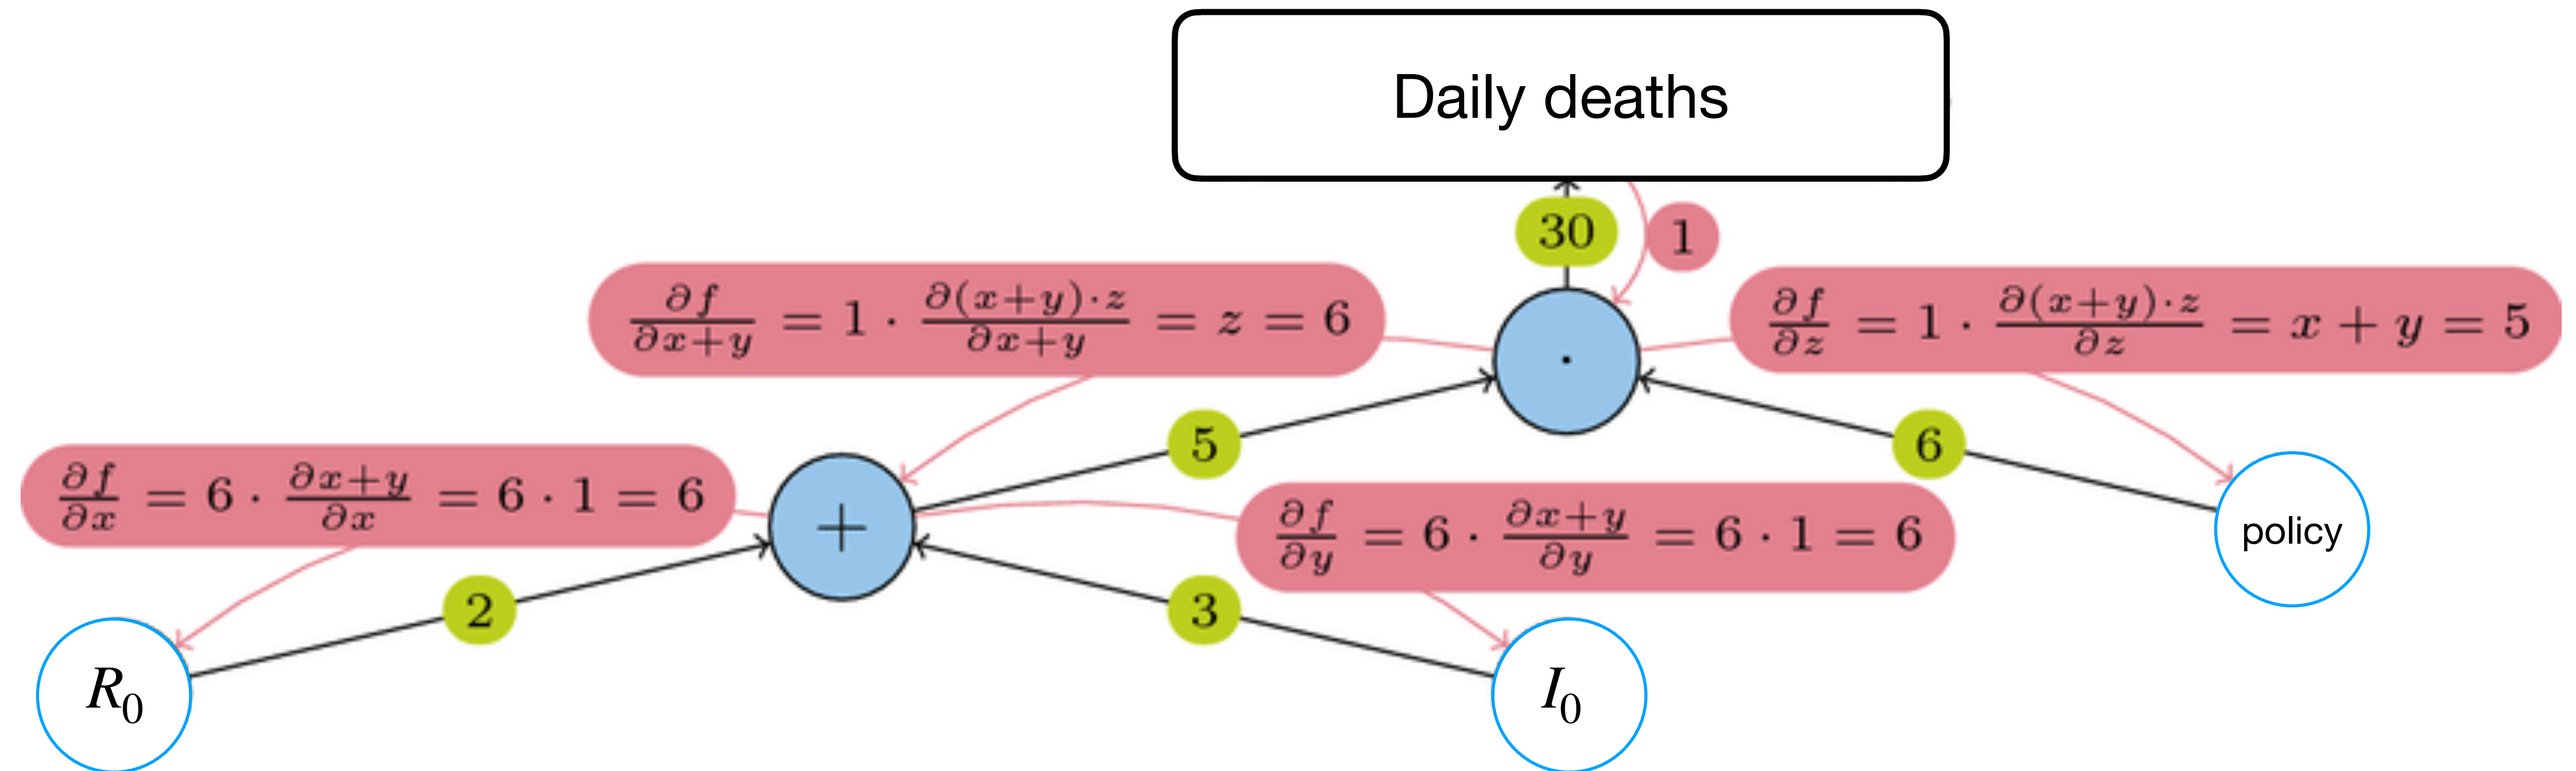 Daily deaths
30
1
∂f/∂x+y = 1 · ∂(x+y)·z/∂x+y = z = 6
∂f/∂z = 1 · ∂(x+y)·z/∂z = x + y = 5
·
5
6
∂f/∂x = 6 · ∂x+y/∂x = 6 · 1 = 6
+
∂f/∂y = 6 · ∂x+y/∂y = 6 · 1 = 6
policy
2
3
R₀
I₀